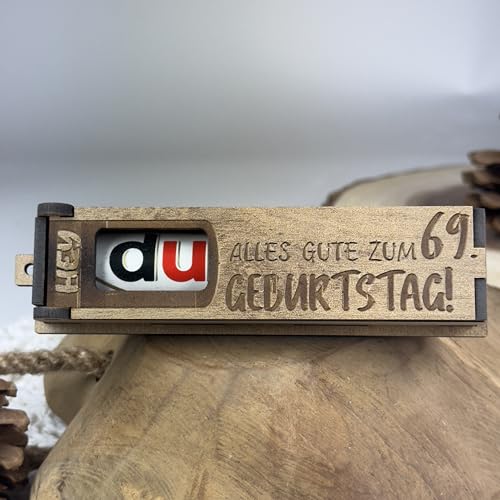 HEY
du
ALLES GUTE ZUM 69.
GEBURTSTAG!